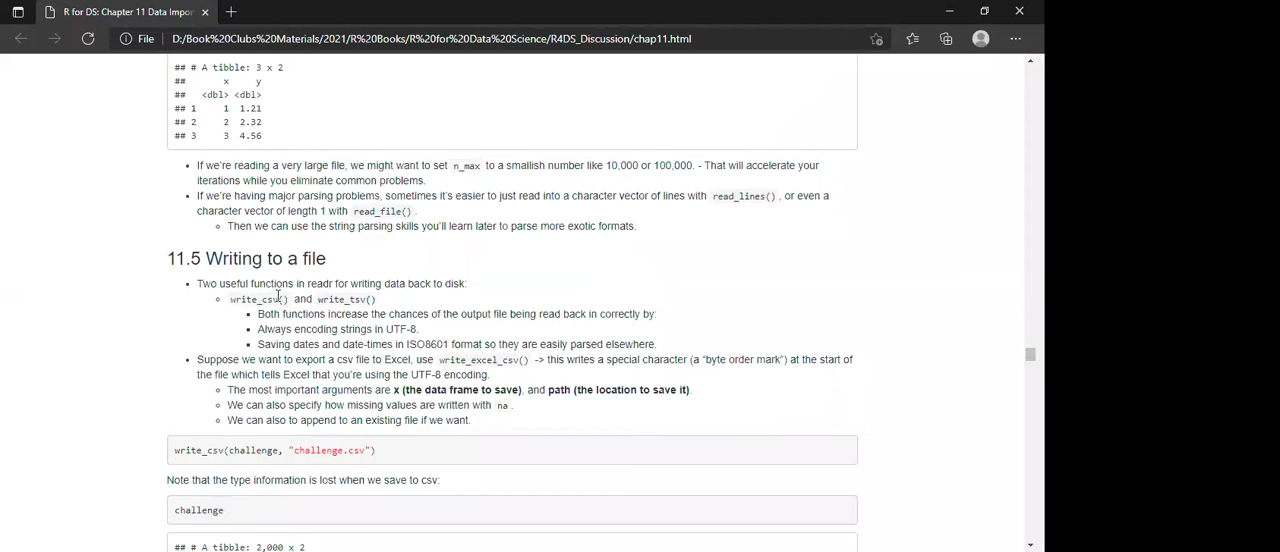 R for DS: Chapter 11 Data Impor
File D:/Book%20Clubs%20Materials/2021/R%20Books/R%20for%20Data%20Science/R4DS_Discussion/chap11.html
## # A tibble: 3 x 2
## x y
## <dbl> <dbl>
## 1 1 1.21
## 2 2 2.32
## 3 3 4.56
If we're reading a very large file, we might want to set n_max to a smallish number like 10,000 or 100,000. - That will accelerate your
iterations while you eliminate common problems.
If we're having major parsing problems, sometimes it's easier to just read into a character vector of lines with read_lines(), or even a
character vector of length 1 with read_file().
Then we can use the string parsing skills you'll learn later to parse more exotic formats.
11.5 Writing to a file
Two useful functions in readr for writing data back to disk:
write_csv() and write_tsv()
Both functions increase the chances of the output file being read back in correctly by:
Always encoding strings in UTF-8.
Saving dates and date-times in ISO8601 format so they are easily parsed elsewhere.
Suppose we want to export a csv file to Excel, use write_excel_csv() -> this writes a special character (a "byte order mark") at the start of
the file which tells Excel that you're using the UTF-8 encoding.
The most important arguments are x (the data frame to save), and path (the location to save it).
We can also specify how missing values are written with na.
We can also to append to an existing file if we want.
write_csv(challenge, "challenge.csv")
Note that the type information is lost when we save to csv:
challenge
## # A tibble: 2,000 x 2